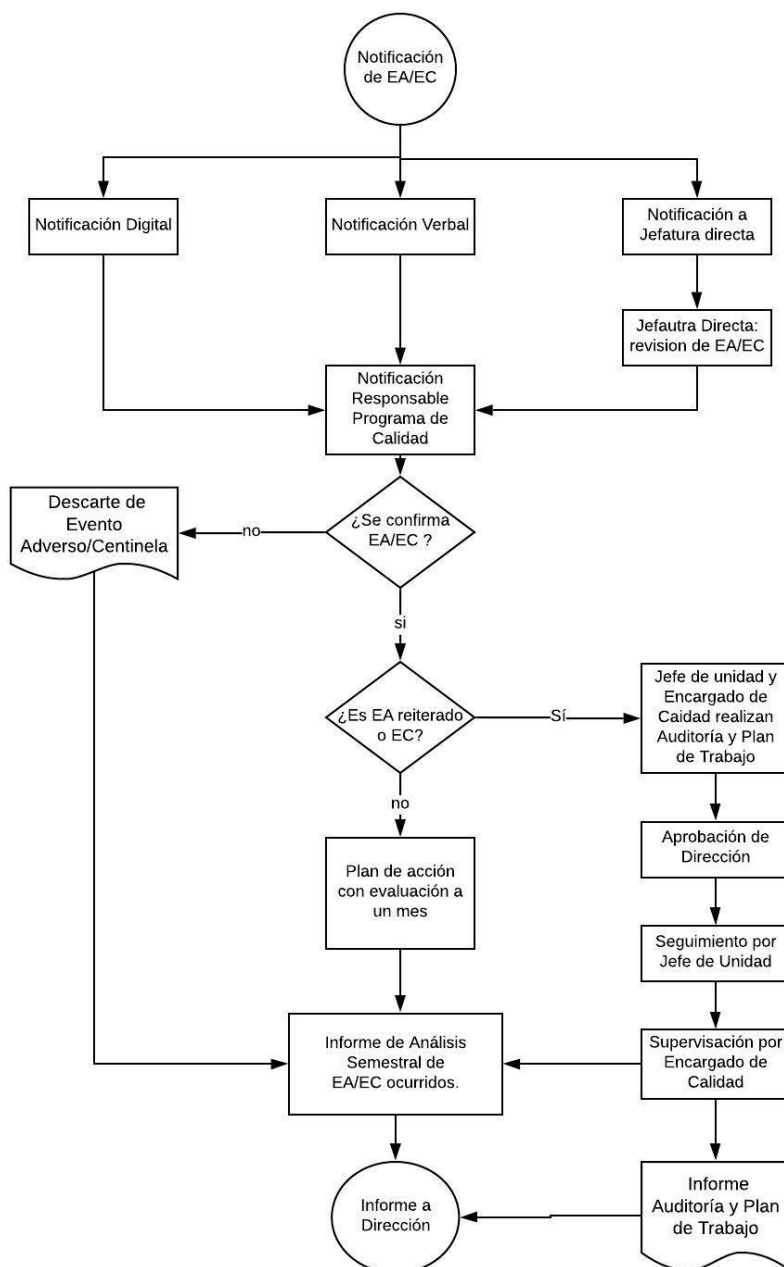 Notificación
de EA/EC
Notificación Digital
Notificación Verbal
Notificación a
Jefatura directa
Jefautra Directa:
revision de EA/EC
Notificación
Responsable
Programa de
Calidad
¿Se confirma
EA/EC ?
no
Descarte de
Evento
Adverso/Centinela
si
¿Es EA reiterado
o EC?
Sí
Jefe de unidad y
Encargado de
Caidad realizan
Auditoría y Plan
de Trabajo
no
Plan de acción
con evaluación a
un mes
Aprobación de
Dirección
Seguimiento por
Jefe de Unidad
Informe de Análisis
Semestral de
EA/EC ocurridos.
Supervisación por
Encargado de
Calidad
Informe a
Dirección
Informe
Auditoría y Plan
de Trabajo